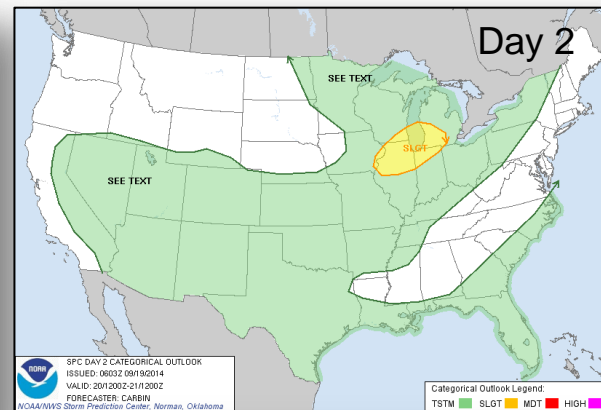 Day 2
SEE TEXT
SLGT
SEE TEXT
NOAA
SPC DAY 2 CATEGORICAL OUTLOOK
ISSUED: 0603Z 09/19/2014
VALID: 20/1200Z-21/1200Z
FORECASTER: CARBIN
NOAA/NWS Storm Prediction Center, Norman, Oklahoma
Categorical Outlook Legend:
TSTM SLGT MDT HIGH